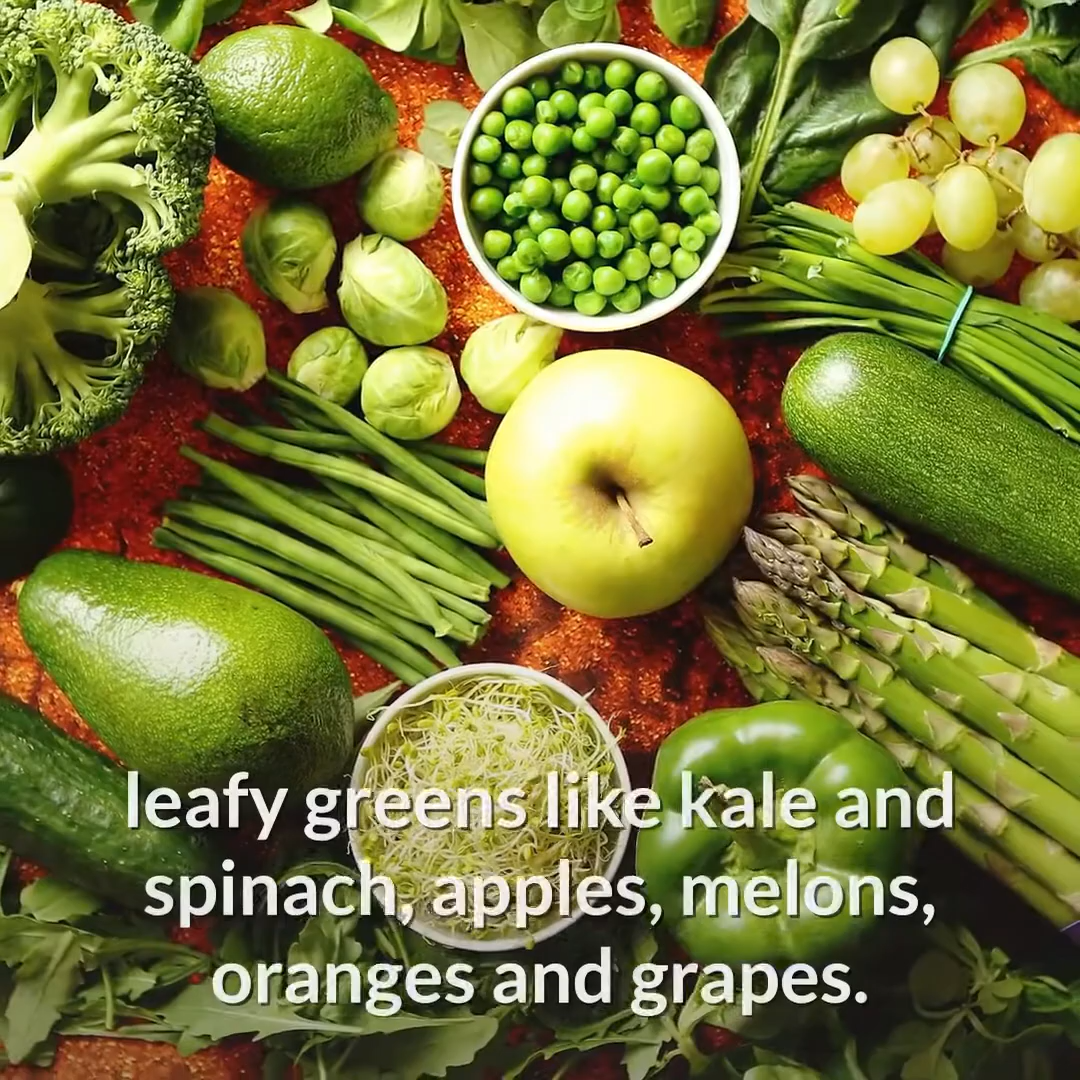 leafy greens like kale and
spinach, apples, melons,
oranges and grapes.